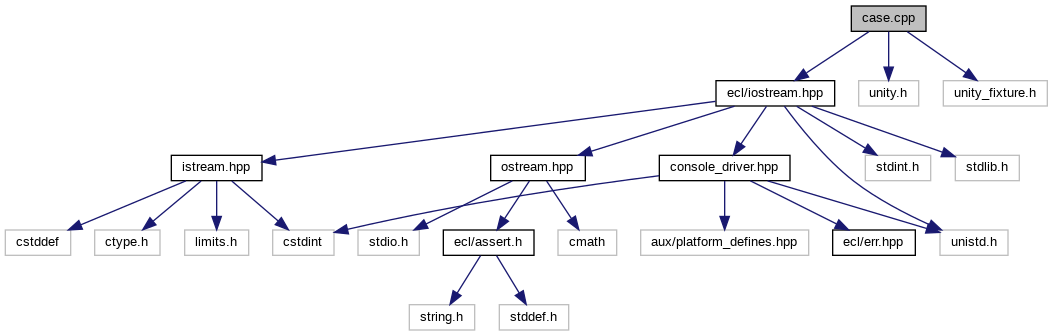 case.cpp
ecl/iostream.hpp
unity.h
unity_fixture.h
istream.hpp
ostream.hpp
console_driver.hpp
stdint.h
stdlib.h
cstddef
ctype.h
limits.h
cstdint
stdio.h
ecl/assert.h
cmath
aux/platform_defines.hpp
ecl/err.hpp
unistd.h
string.h
stddef.h